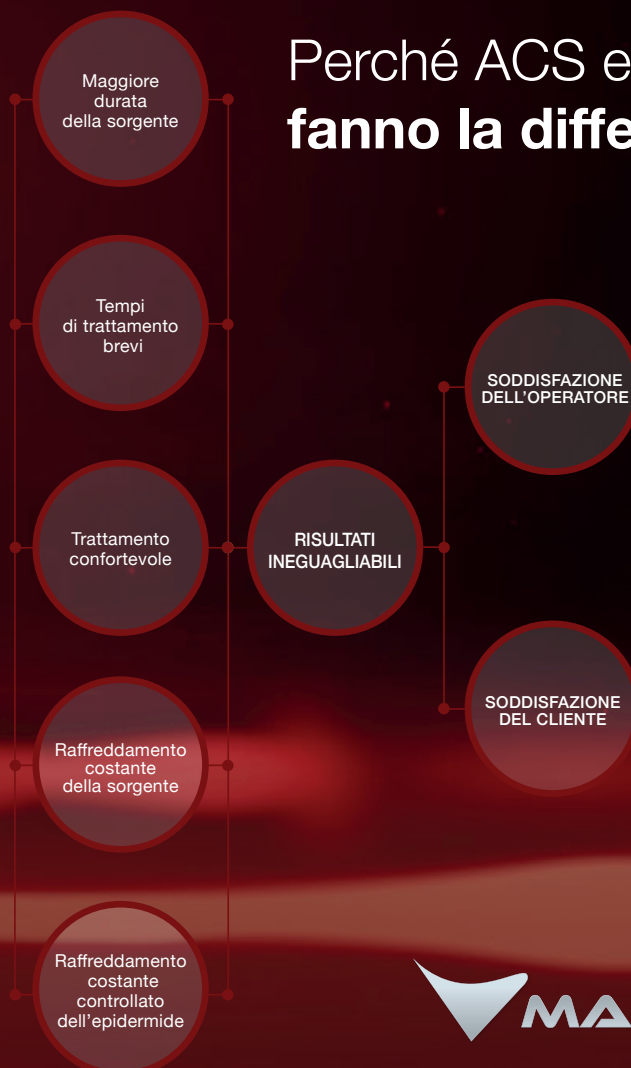 Perché ACS e
fanno la diffe
Maggiore
durata
della sorgente
Tempi
di trattamento
brevi
Trattamento
confortevole
Raffreddamento
costante
della sorgente
Raffreddamento
costante
controllato
dell'epidermide
RISULTATI
INEGUAGLIABILI
SODDISFAZIONE
DELL'OPERATORE
SODDISFAZIONE
DEL CLIENTE
MA